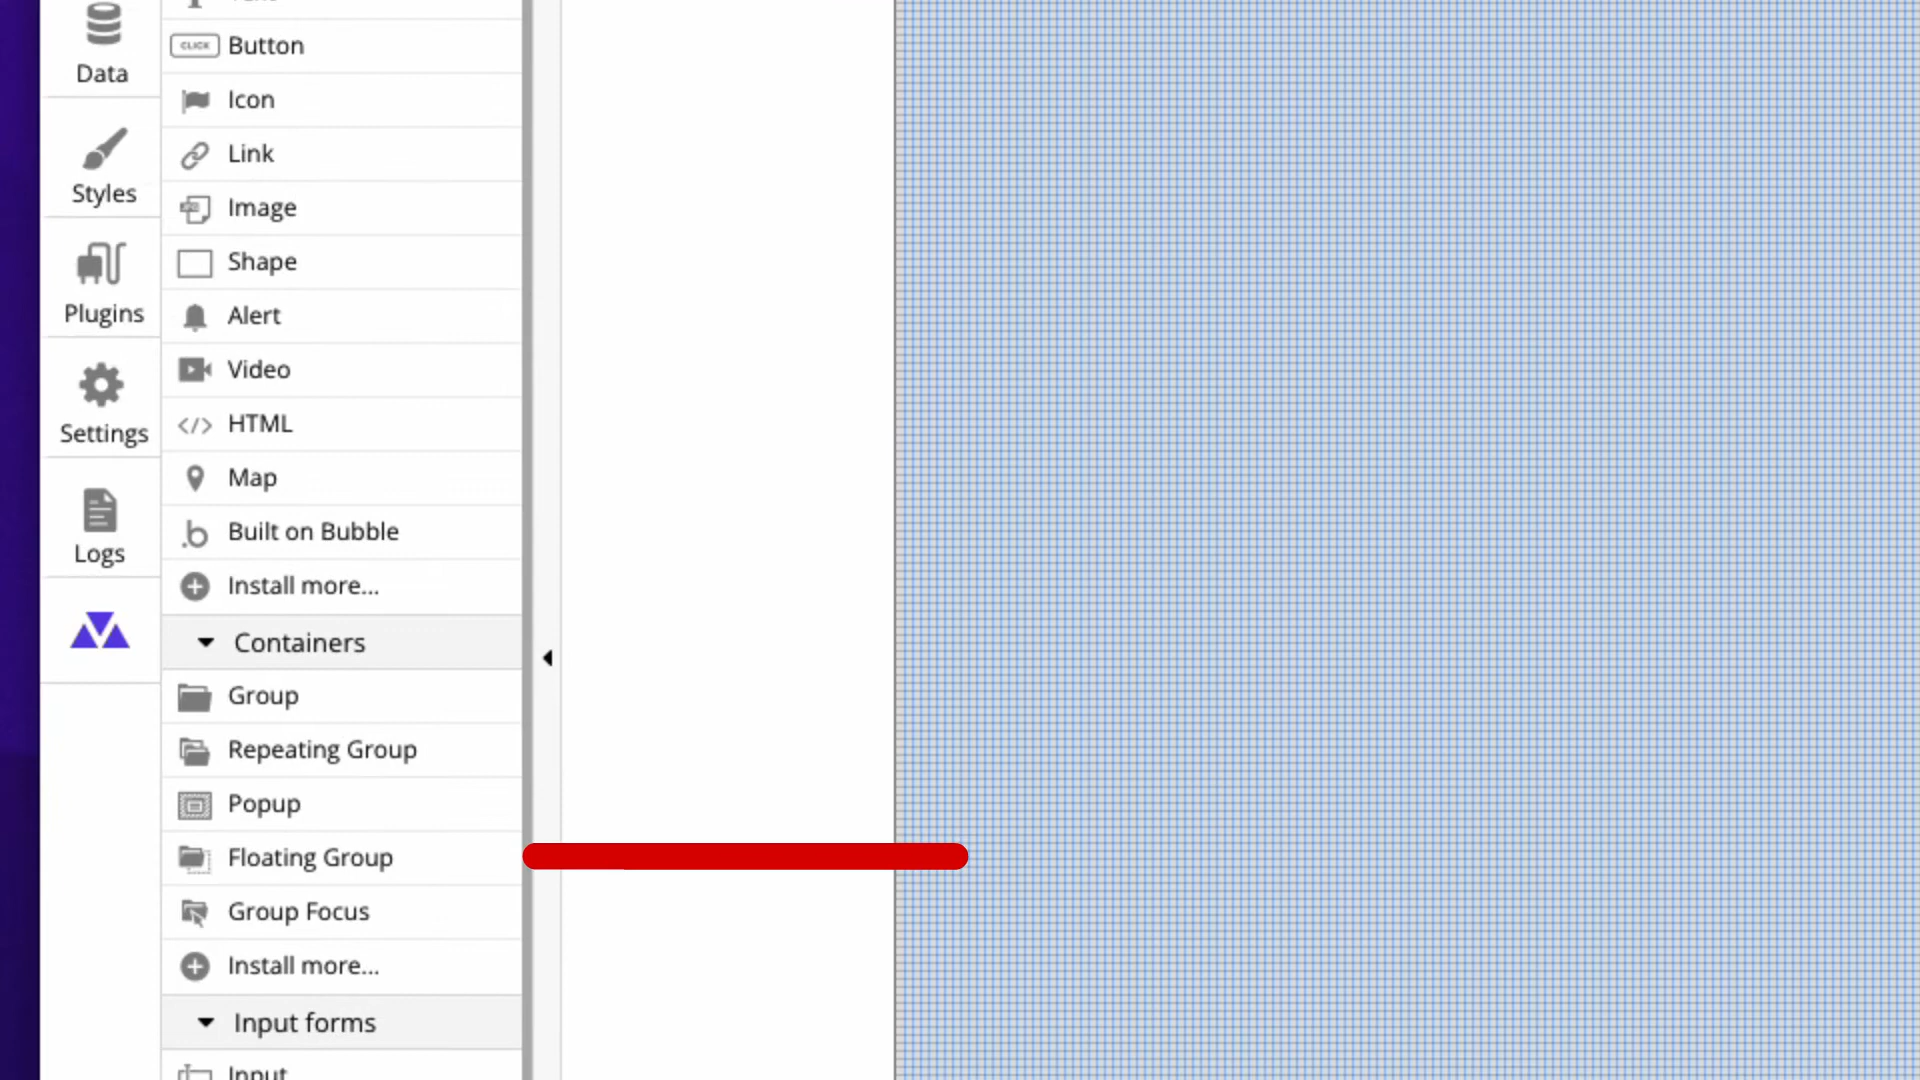 Data
Styles
Plugins
Settings
Logs
Button
CLICK
Icon
Link
Image
Shape
Alert
Video
HTML
Map
Built on Bubble
Install more...
Containers
Group
Repeating Group
Popup
Floating Group
Group Focus
Install more...
Input forms
Input